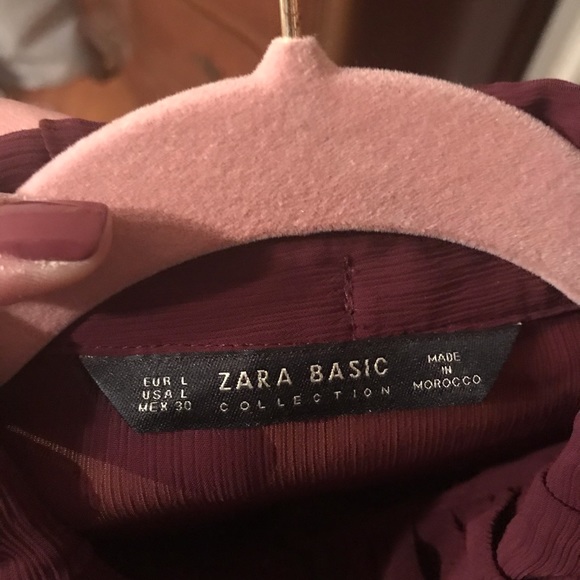 EUR L
USA L
MEX 30
ZARA BASIC
COLLECTION
MADE
IN
MOROCCO